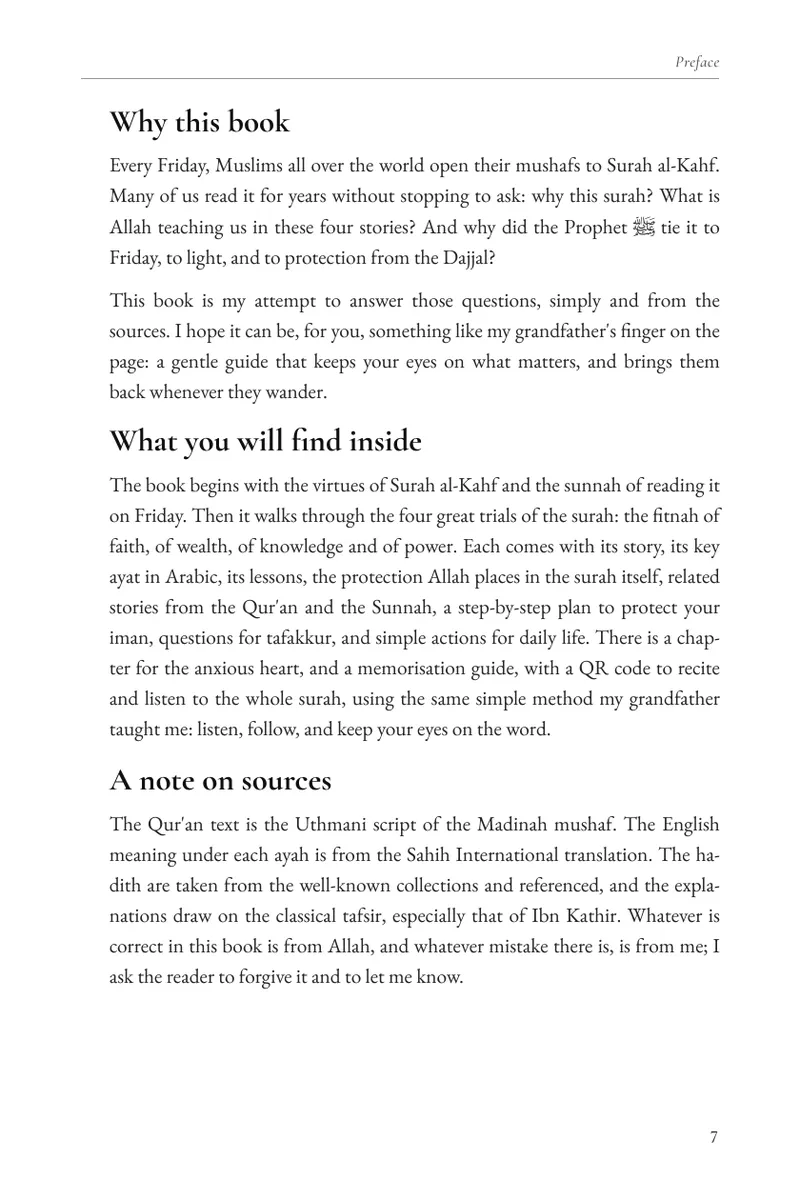 Preface
Why this book
Every Friday, Muslims all over the world open their mushafs to Surah al-Kahf.
Many of us read it for years without stopping to ask: why this surah? What is
Allah teaching us in these four stories? And why did the Prophet ﷺ tie it to
Friday, to light, and to protection from the Dajjal?
This book is my attempt to answer those questions, simply and from the
sources. I hope it can be, for you, something like my grandfather's finger on the
page: a gentle guide that keeps your eyes on what matters, and brings them
back whenever they wander.
What you will find inside
The book begins with the virtues of Surah al-Kahf and the sunnah of reading it
on Friday. Then it walks through the four great trials of the surah: the fitnah of
faith, of wealth, of knowledge and of power. Each comes with its story, its key
ayat in Arabic, its lessons, the protection Allah places in the surah itself, related
stories from the Qur'an and the Sunnah, a step-by-step plan to protect your
iman, questions for tafakkur, and simple actions for daily life. There is a chap-
ter for the anxious heart, and a memorisation guide, with a QR code to recite
and listen to the whole surah, using the same simple method my grandfather
taught me: listen, follow, and keep your eyes on the word.
A note on sources
The Qur'an text is the Uthmani script of the Madinah mushaf. The English
meaning under each ayah is from the Sahih International translation. The ha-
dith are taken from the well-known collections and referenced, and the expla-
nations draw on the classical tafsir, especially that of Ibn Kathir. Whatever is
correct in this book is from Allah, and whatever mistake there is, is from me; I
ask the reader to forgive it and to let me know.
7